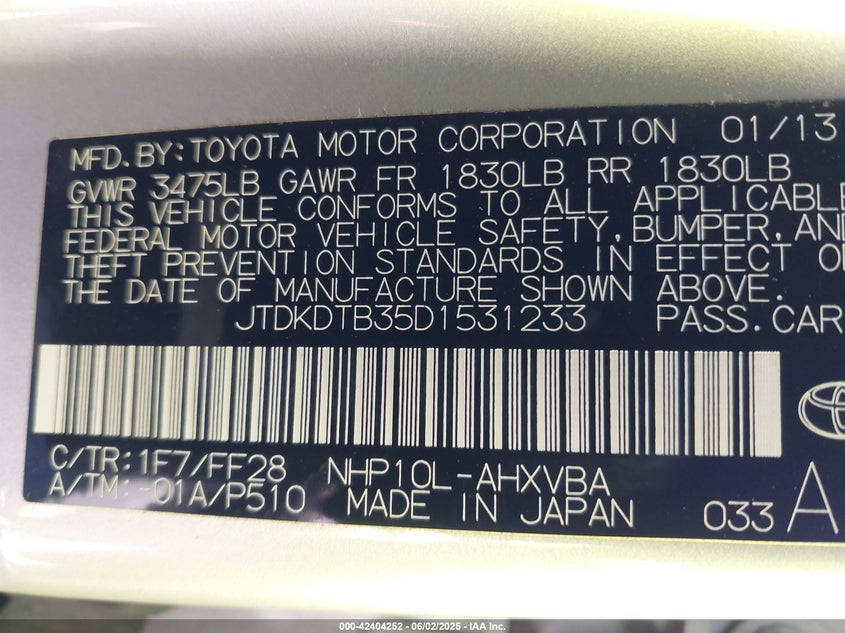 MFD. BY: TOYOTA MOTOR CORPORATION 01/13
GVWR 3475LB GAWR FR 1830LB RR 1830LB
THIS VEHICLE CONFORMS TO ALL APPLICABLE
FEDERAL MOTOR VEHICLE SAFETY, BUMPER, AND
THEFT PREVENTION STANDARDS IN EFFECT O
THE DATE OF MANUFACTURE SHOWN ABOVE.
JTDKDTB35D1531233 PASS. CAR
C/TR: 1F7/FF28 NHP10L-AHXVBA
A/TM: -01A/P510 MADE IN JAPAN 033 A
000-42404252 | 06/02/2025 - IAA Inc.